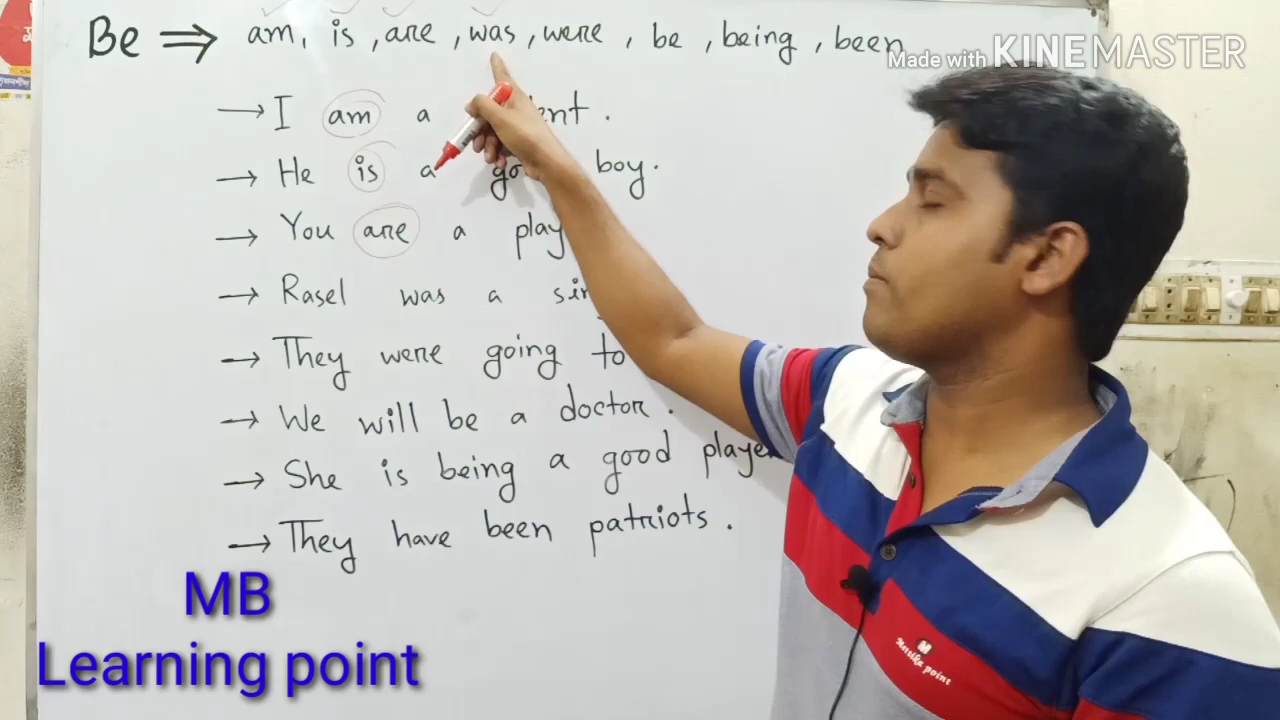 Be ⇒ am, is, are, was, were, be, being, been
Made with KINEMASTER
→ I am a
→ He is a boy.
→ You are a
→ Rasel was a
→ They were going to
→ We will be a doctor.
→ She is being a good player
→ They have been patriots.
MB
Learning point
M
point